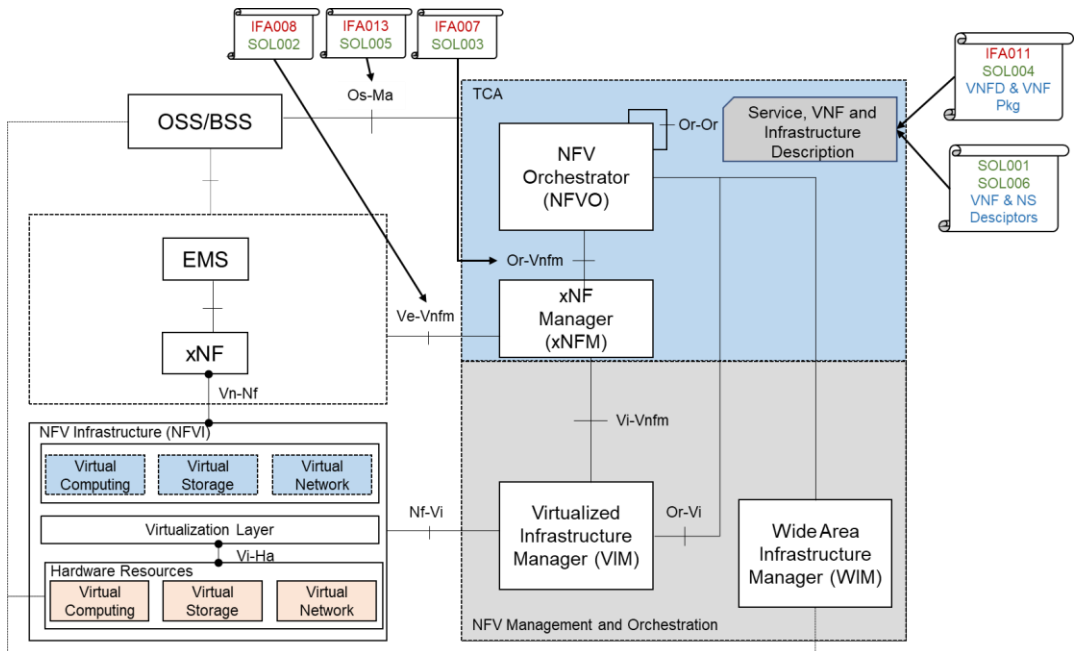 IFA008
SOL002
IFA013
SOL005
IFA007
SOL003
IFA011
SOL004
VNFD & VNF
Pkg
Os-Ma
TCA
OSS/BSS
Or-Or
Service, VNF and
Infrastructure
Description
NFV
Orchestrator
(NFVO)
SOL001
SOL006
VNF & NS
Desciptors
EMS
Or-Vnfm
xNF
Manager
(xNFM)
Ve-Vnfm
xNF
Vn-Nf
Vi-Vnfm
NFV Infrastructure (NFVI)
Virtual
Computing
Virtual
Storage
Virtual
Network
Nf-Vi
Virtualized
Infrastructure
Manager (VIM)
Or-Vi
Wide Area
Infrastructure
Manager (WIM)
Virtualization Layer
Vi-Ha
Hardware Resources
Virtual
Computing
Virtual
Storage
Virtual
Network
NFV Management and Orchestration